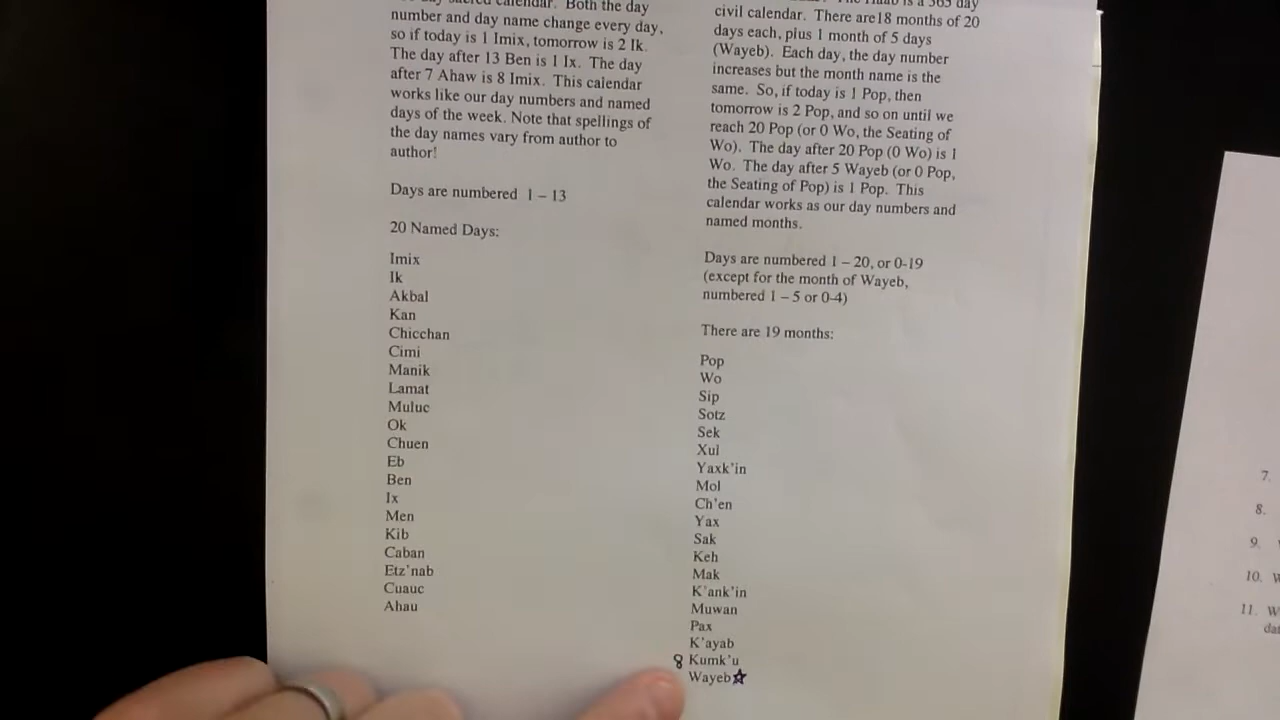 day sacred calendar. Both the day
number and day name change every day,
so if today is 1 Imix, tomorrow is 2 Ik.
The day after 13 Ben is 1 Ix. The day
after 7 Ahaw is 8 Imix. This calendar
works like our day numbers and named
days of the week. Note that spellings of
the day names vary from author to
author!
Days are numbered 1 – 13
20 Named Days:
Imix
Ik
Akbal
Kan
Chicchan
Cimi
Manik
Lamat
Muluc
Ok
Chuen
Eb
Ben
Ix
Men
Kib
Caban
Etz'nab
Cuauc
Ahau
The Haab is a 365 day
civil calendar. There are18 months of 20
days each, plus 1 month of 5 days
(Wayeb). Each day, the day number
increases but the month name is the
same. So, if today is 1 Pop, then
tomorrow is 2 Pop, and so on until we
reach 20 Pop (or 0 Wo, the Seating of
Wo). The day after 20 Pop (0 Wo) is 1
Wo. The day after 5 Wayeb (or 0 Pop,
the Seating of Pop) is 1 Pop. This
calendar works as our day numbers and
named months.
Days are numbered 1 – 20, or 0-19
(except for the month of Wayeb,
numbered 1 – 5 or 0-4)
There are 19 months:
Pop
Wo
Sip
Sotz
Sek
Xul
Yaxk'in
Mol
Ch'en
Yax
Sak
Keh
Mak
K'ank'in
Muwan
Pax
K'ayab
8 Kumk'u
Wayeb
7.
8.
9.
10. W
11. W